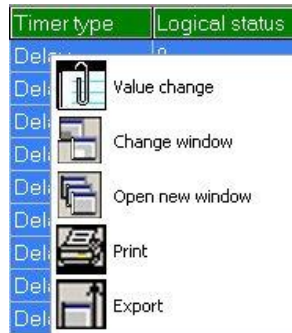 Timer type Logical status
Value change
Change window
Open new window
Print
Export